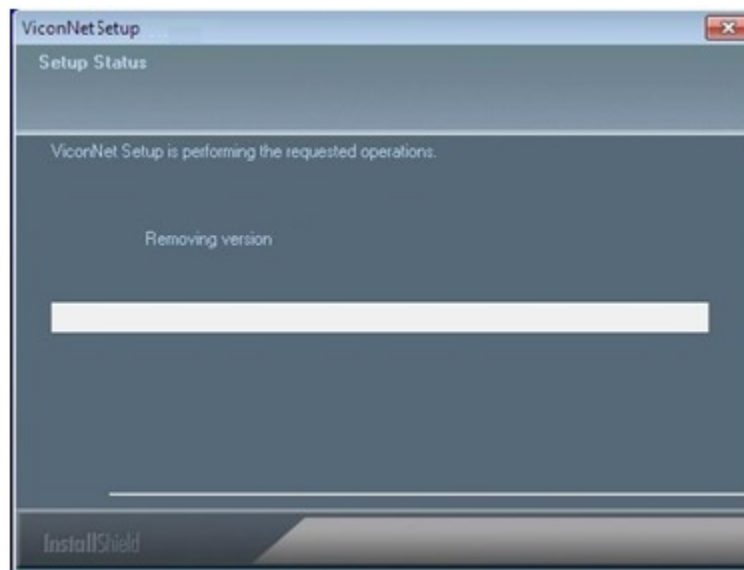 ViconNet Setup
Setup Status
ViconNet Setup is performing the requested operations.
Removing version
InstallShield